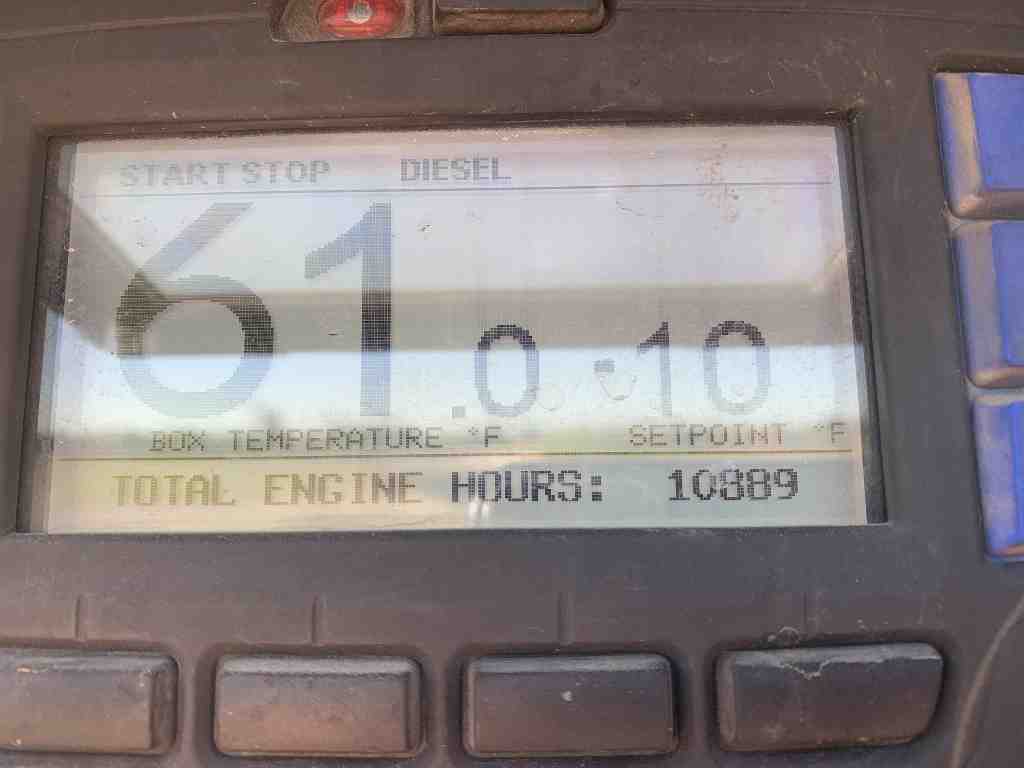 START STOP DIESEL
61.0 -10
BOX TEMPERATURE °F SETPOINT °F
TOTAL ENGINE HOURS: 10889